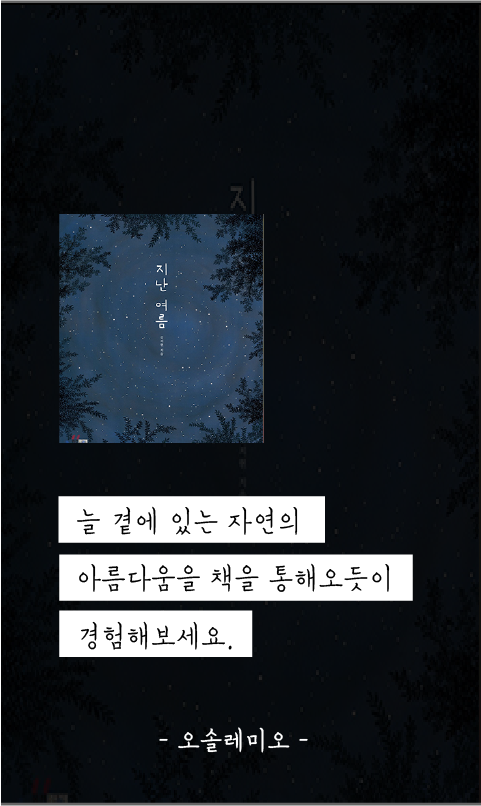 지
지난
여름
늘 곁에 있는 자연의
아름다움을 책을 통해오듯이
경험해보세요.
- 오솔레미오 -